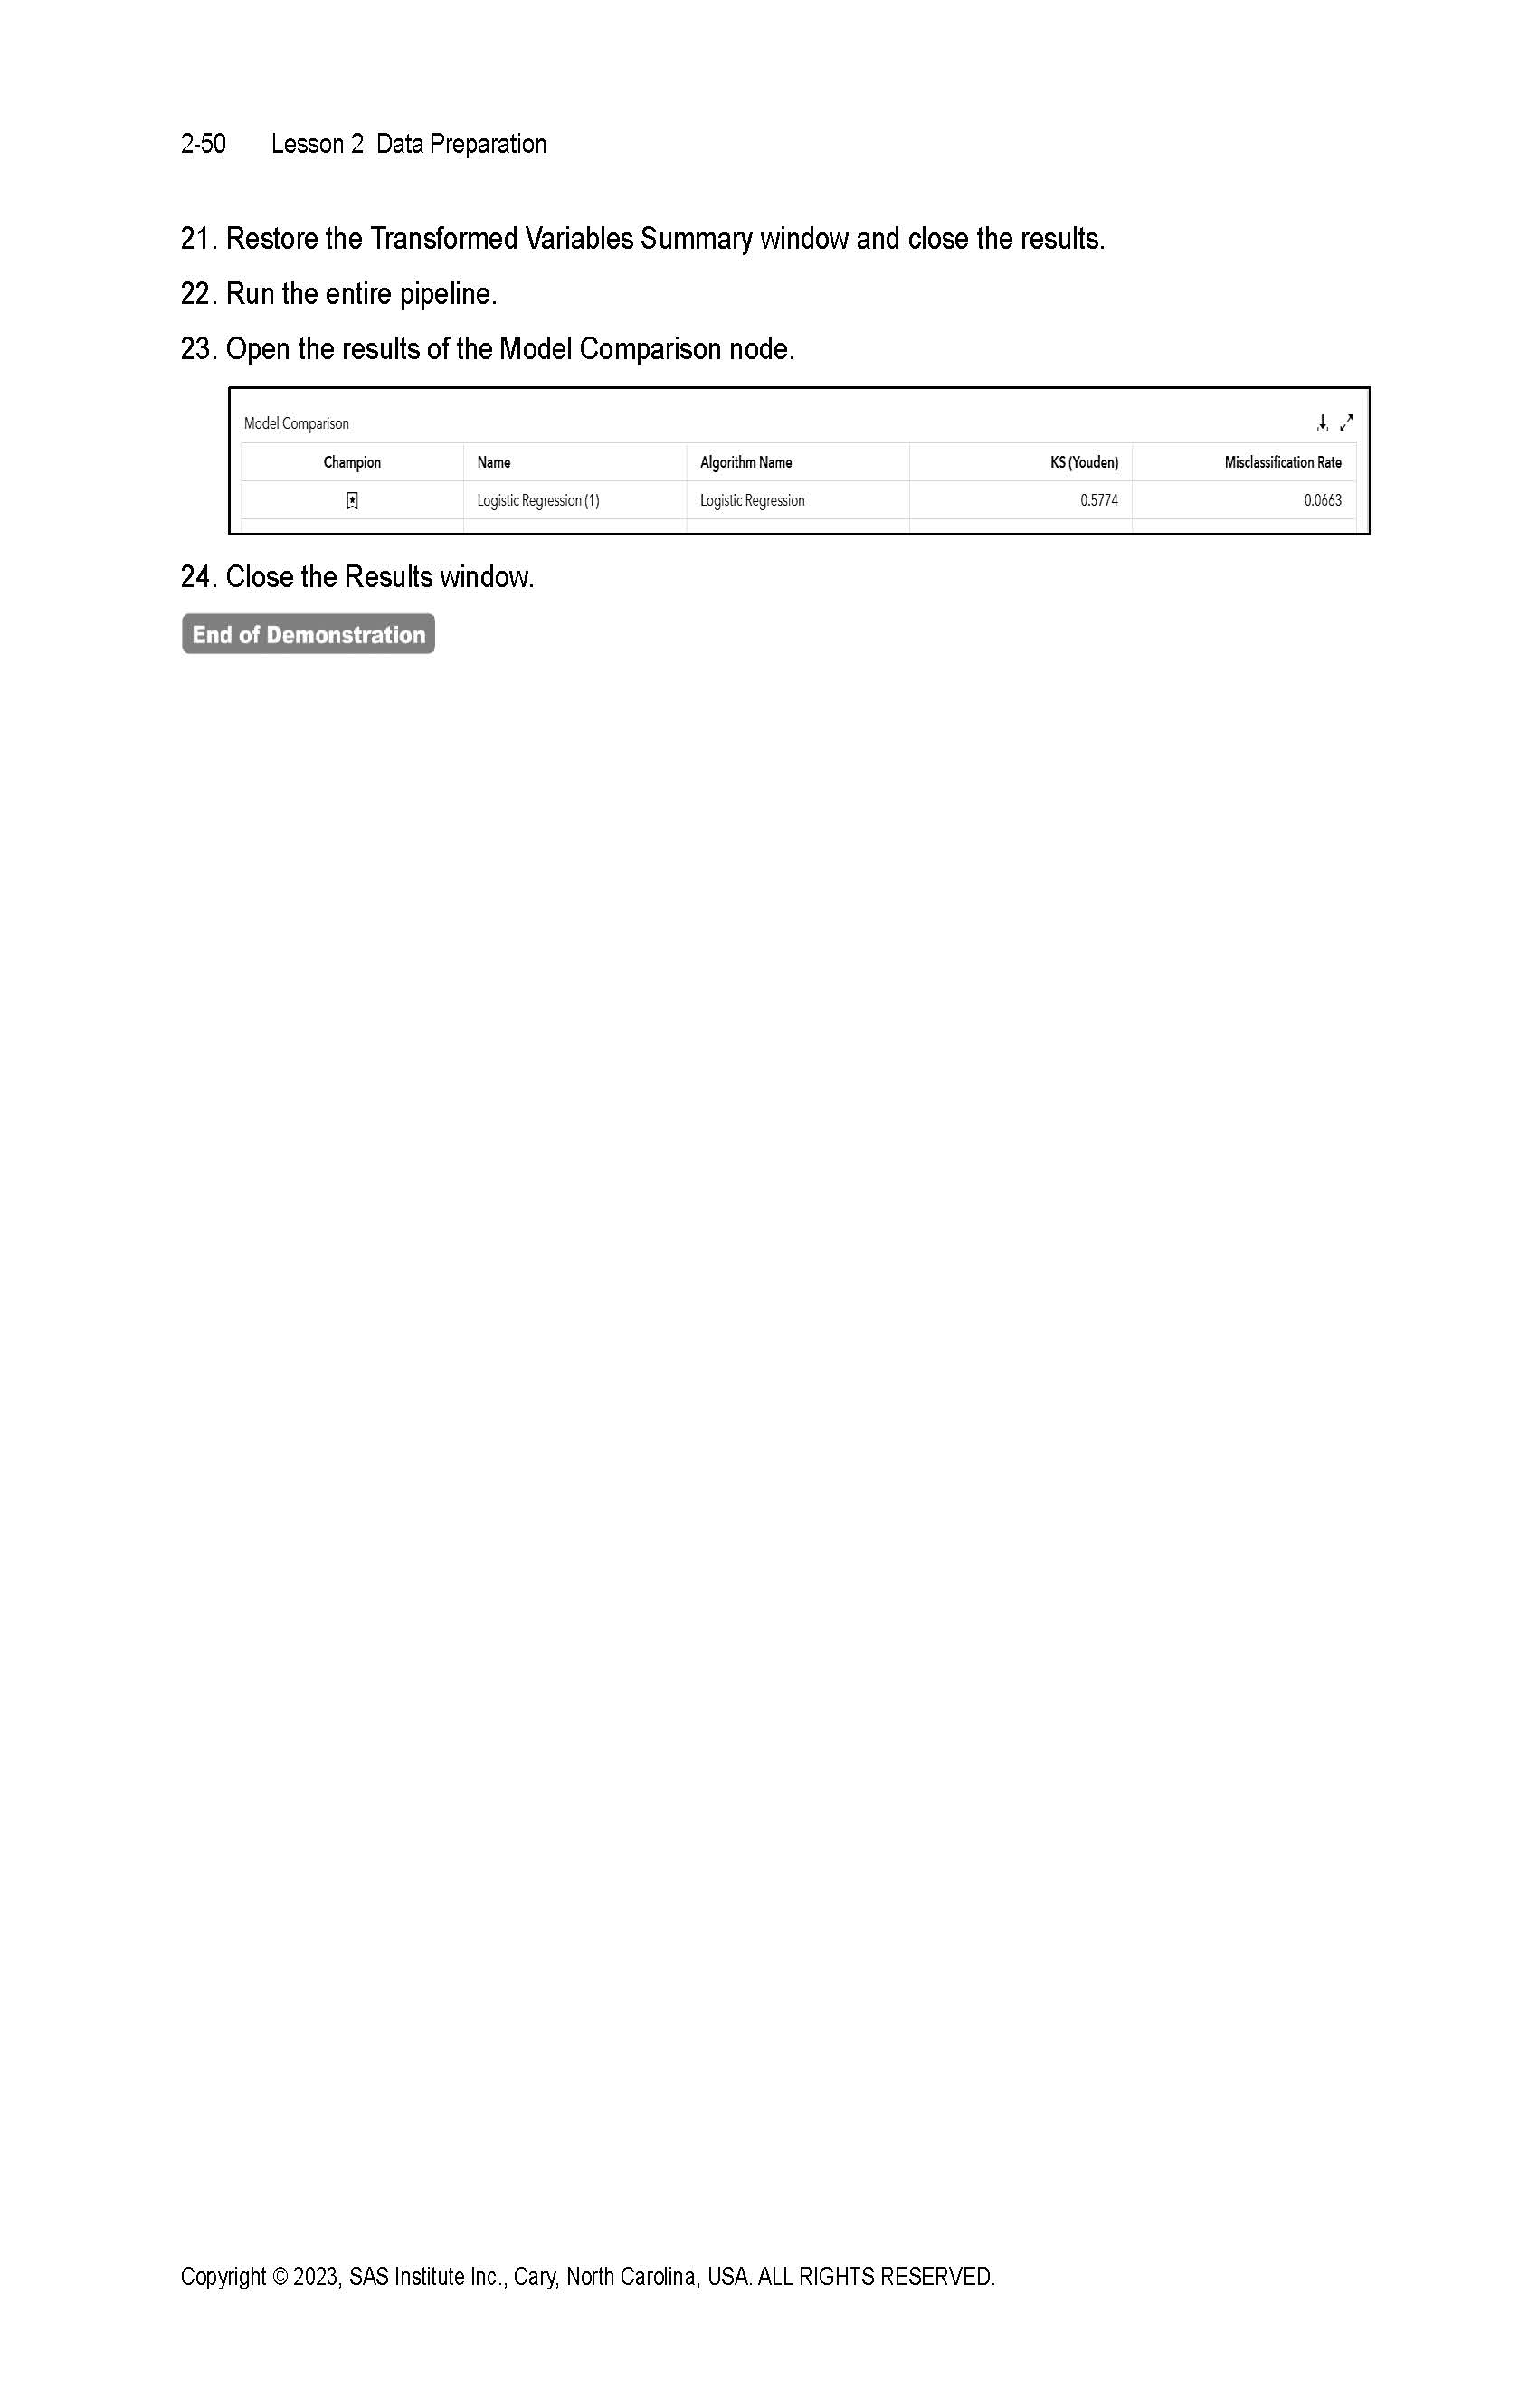 2-50 Lesson 2 Data Preparation
21. Restore the Transformed Variables Summary window and close the results.
22. Run the entire pipeline.
23. Open the results of the Model Comparison node.
Model Comparison
Champion Name Algorithm Name KS (Youden) Misclassification Rate
Logistic Regression (1) Logistic Regression 0.5774 0.0663
24. Close the Results window.
End of Demonstration
Copyright © 2023, SAS Institute Inc., Cary, North Carolina, USA. ALL RIGHTS RESERVED.